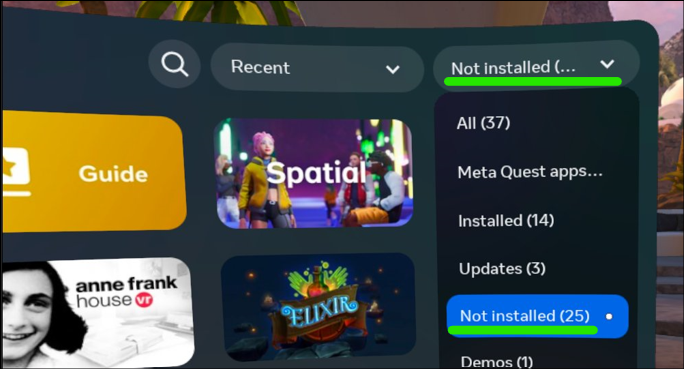 Recent
Not installed (...
All (37)
Meta Quest apps...
Installed (14)
Updates (3)
Not installed (25)
Demos (1)
Guide
Spatial
anne frank
house vr
ELIXIR